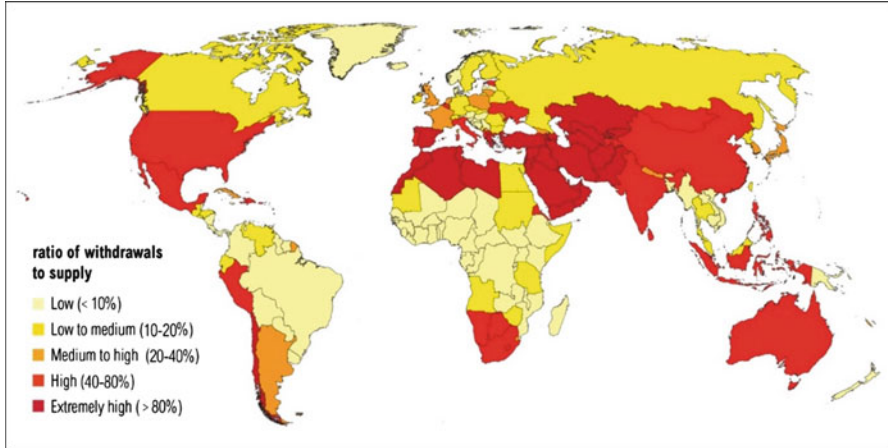 ratio of withdrawals
to supply
Low (< 10%)
Low to medium (10-20%)
Medium to high (20-40%)
High (40-80%)
Extremely high (> 80%)